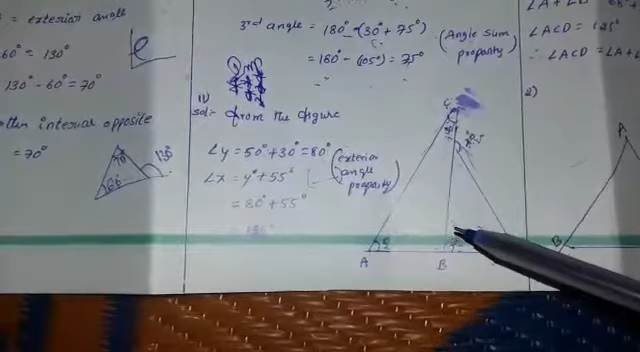 = exterior angle
60° = 130°
130° - 60° = 70°
interior opposite
= 70°
70°
60°
130°
3rd angle = 180° - (30° + 75°)
(Angle sum
property)
= 180° - 105° = 75°
11)
Sol:- from the figure
∠y = 50° + 30° = 80°
(exterior
angle
property)
∠x = y° + 55°
= 80° + 55°
A
B
C
∠ACD = 125°
∴ ∠ACD = ∠A + ∠
2)
A
B